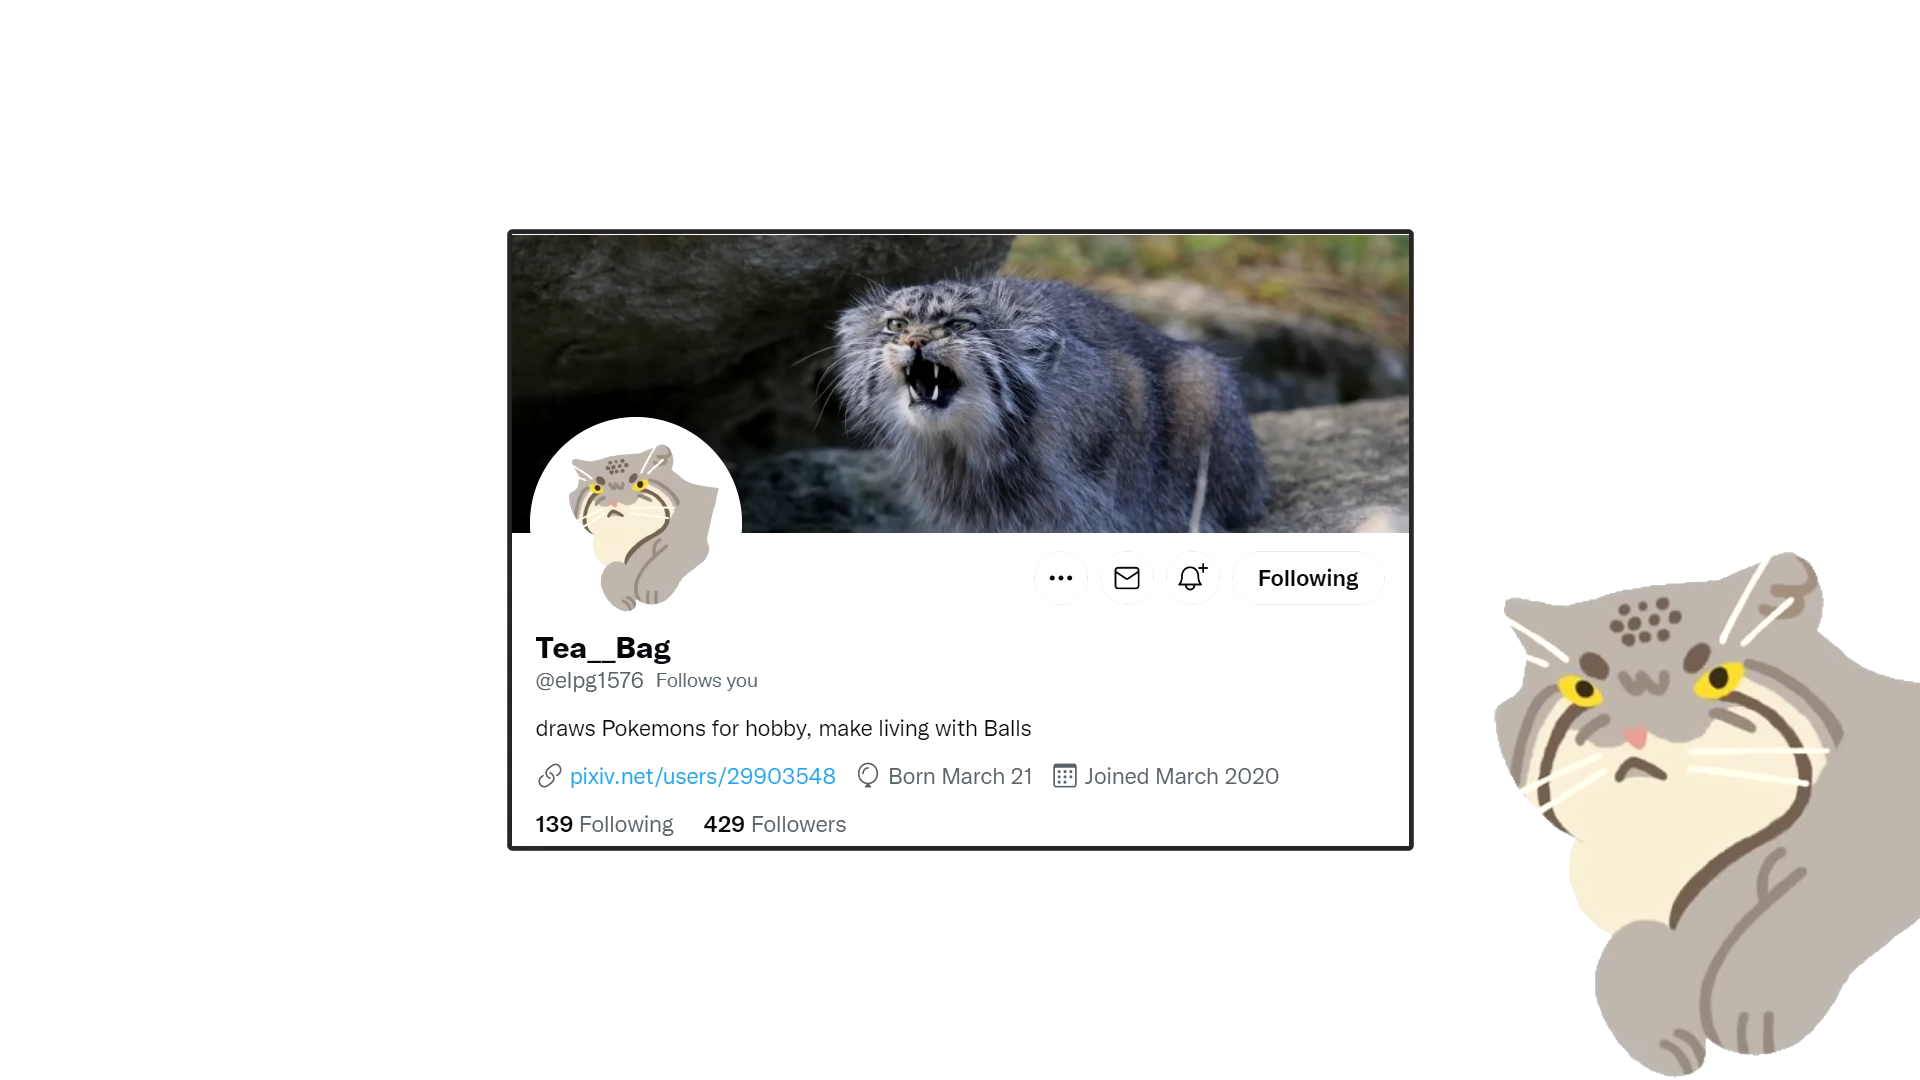 Following
Tea__Bag
@elpg1576 Follows you
draws Pokemons for hobby, make living with Balls
pixiv.net/users/29903548 Born March 21 Joined March 2020
139 Following 429 Followers